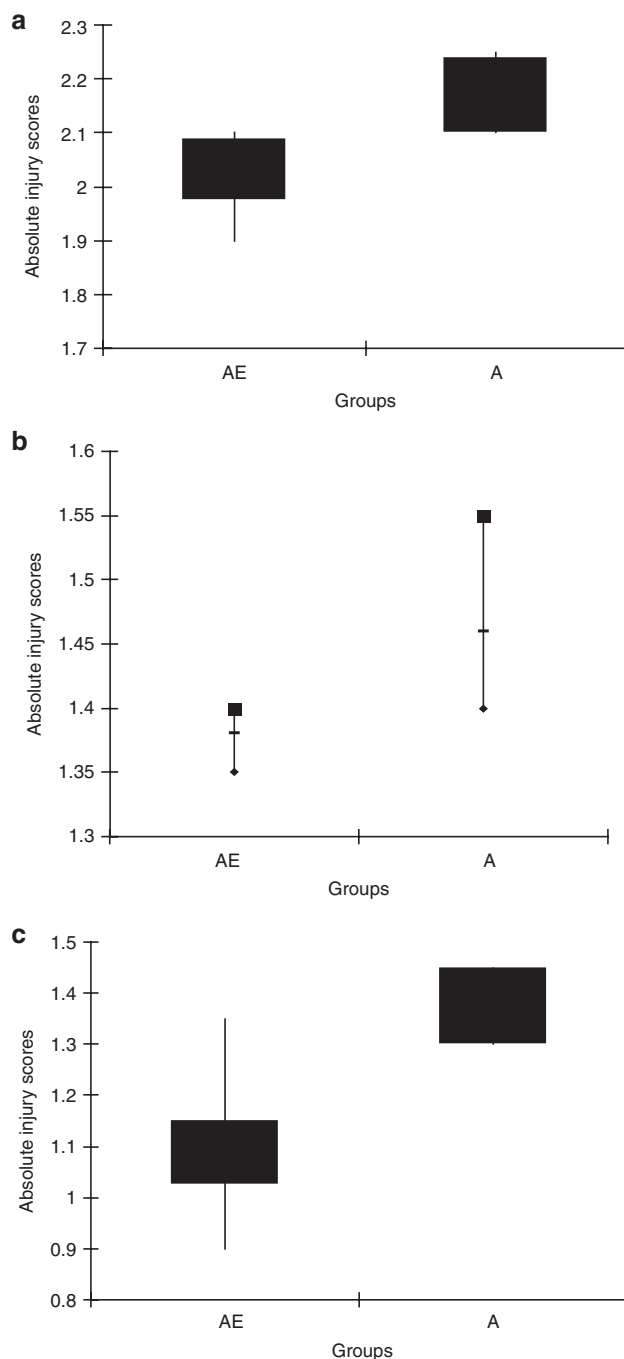 a
Absolute injury scores
2.3
2.2
2.1
2
1.9
1.8
1.7
AE A
Groups
b
Absolute injury scores
1.6
1.55
1.5
1.45
1.4
1.35
1.3
AE A
Groups
c
Absolute injury scores
1.5
1.4
1.3
1.2
1.1
1
0.9
0.8
AE A
Groups